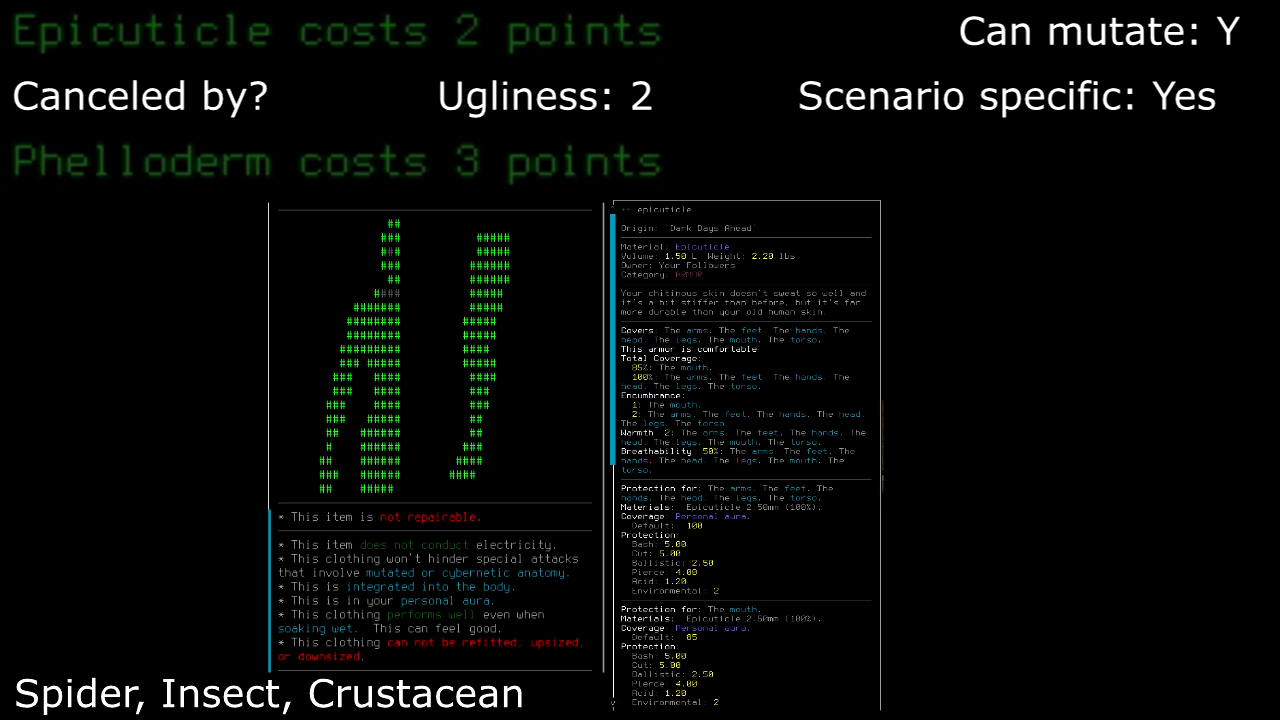 Epicuticle costs 2 points
Can mutate: Y
Canceled by?
Ugliness: 2
Scenario specific: Yes
Phelloderm costs 3 points
* This item is not repairable.
* This item does not conduct electricity.
* This clothing won't hinder special attacks
that involve mutated or cybernetic anatomy.
* This is integrated into the body.
* This is in your personal aura.
* This clothing performs well even when
soaking wet. This can feel good.
* This clothing can not be refitted, upsized,
or downsized.
epicuticle
Origin: 'Dark Days Ahead'
Material: Epicuticle
Volume: 1.50 L Weight: 2.20 lbs
Owner: Your Followers
Category: ARMOR
Your chitinous skin doesn't sweat so well and
it's a bit stiffer than before, but it's far
more durable than your old human skin.
Covers: The arms. The feet. The hands. The
head. The legs. The mouth. The torso.
This armor is comfortable
Total Coverage:
85%: The mouth.
100%: The arms. The feet. The hands. The
head. The legs. The torso.
Encumbrance:
1: The mouth.
2: The arms. The feet. The hands. The head.
The legs. The torso.
Warmth 2: The arms. The feet. The hands. The
head. The legs. The mouth. The torso.
Breathability 50%: The arms. The feet. The
hands. The head. The legs. The mouth. The
torso.
Protection for: The arms. The feet. The
hands. The head. The legs. The torso.
Materials: Epicuticle 2.50mm (100%).
Coverage: Personal aura.
Default: 100
Protection:
Bash: 5.00
Cut: 5.00
Ballistic: 2.50
Pierce: 4.00
Acid: 1.20
Environmental: 2
Protection for: The mouth.
Materials: Epicuticle 2.50mm (100%).
Coverage: Personal aura.
Default: 85
Protection:
Bash: 5.00
Cut: 5.00
Ballistic: 2.50
Pierce: 4.00
Acid: 1.20
Environmental: 2
Spider, Insect, Crustacean